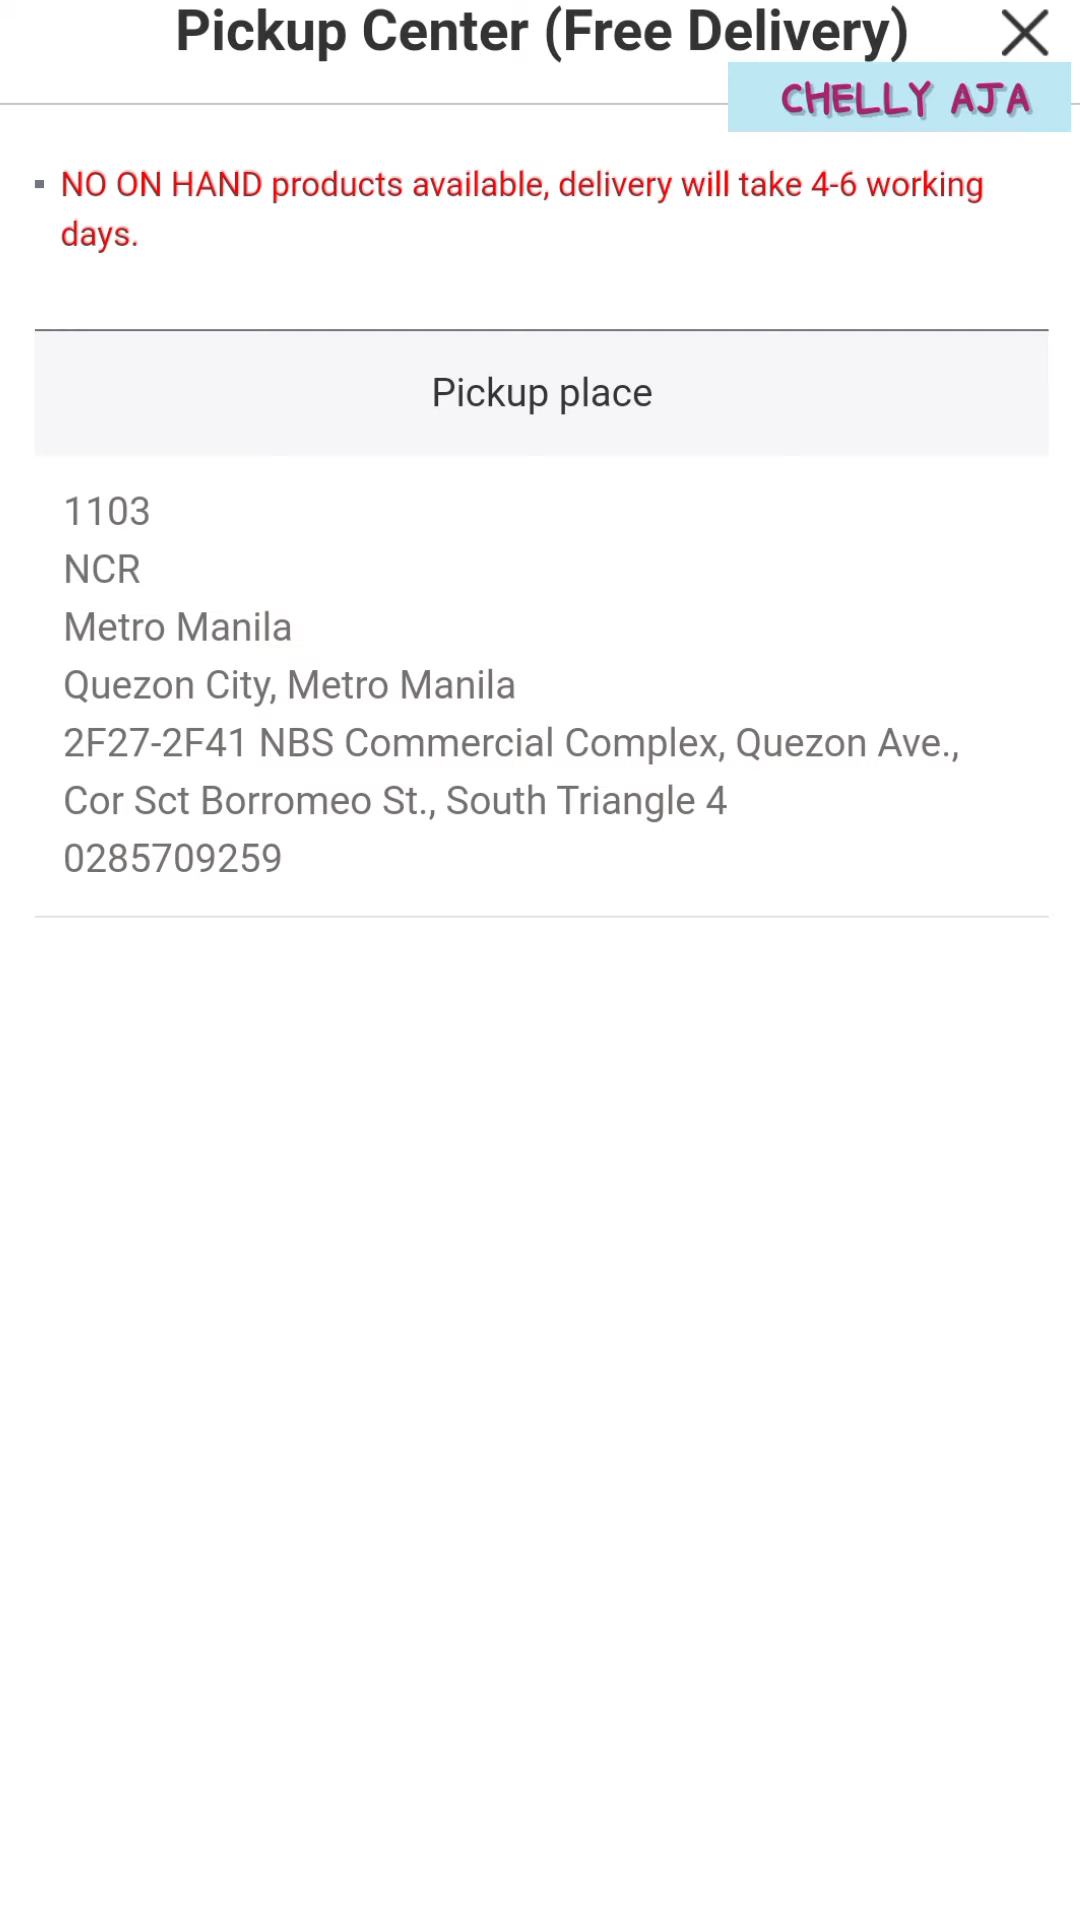 Pickup Center (Free Delivery)
CHELLY AJA
NO ON HAND products available, delivery will take 4-6 working
days.
Pickup place
1103
NCR
Metro Manila
Quezon City, Metro Manila
2F27-2F41 NBS Commercial Complex, Quezon Ave.,
Cor Sct Borromeo St., South Triangle 4
0285709259